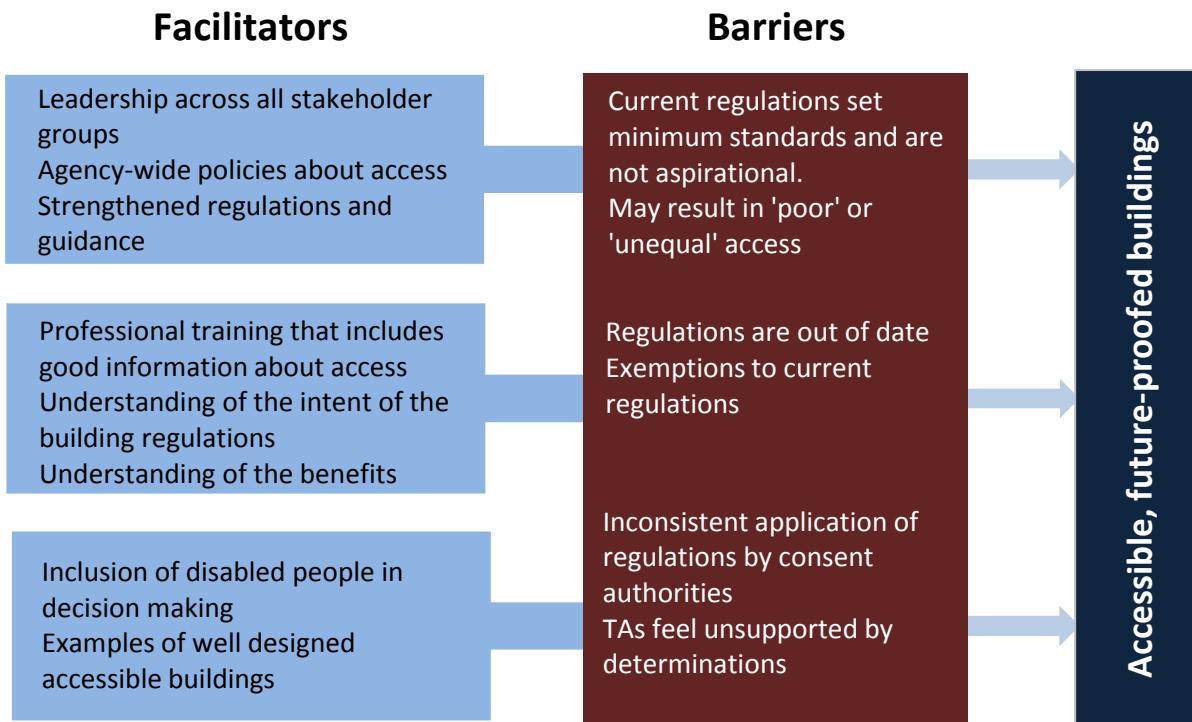 Facilitators
Leadership across all stakeholder
groups
Agency-wide policies about access
Strengthened regulations and
guidance
Professional training that includes
good information about access
Understanding of the intent of the
building regulations
Understanding of the benefits
Inclusion of disabled people in
decision making
Examples of well designed
accessible buildings
Barriers
Current regulations set
minimum standards and are
not aspirational.
May result in 'poor' or
'unequal' access
Regulations are out of date
Exemptions to current
regulations
Inconsistent application of
regulations by consent
authorities
TAs feel unsupported by
determinations
Accessible, future-proofed buildings